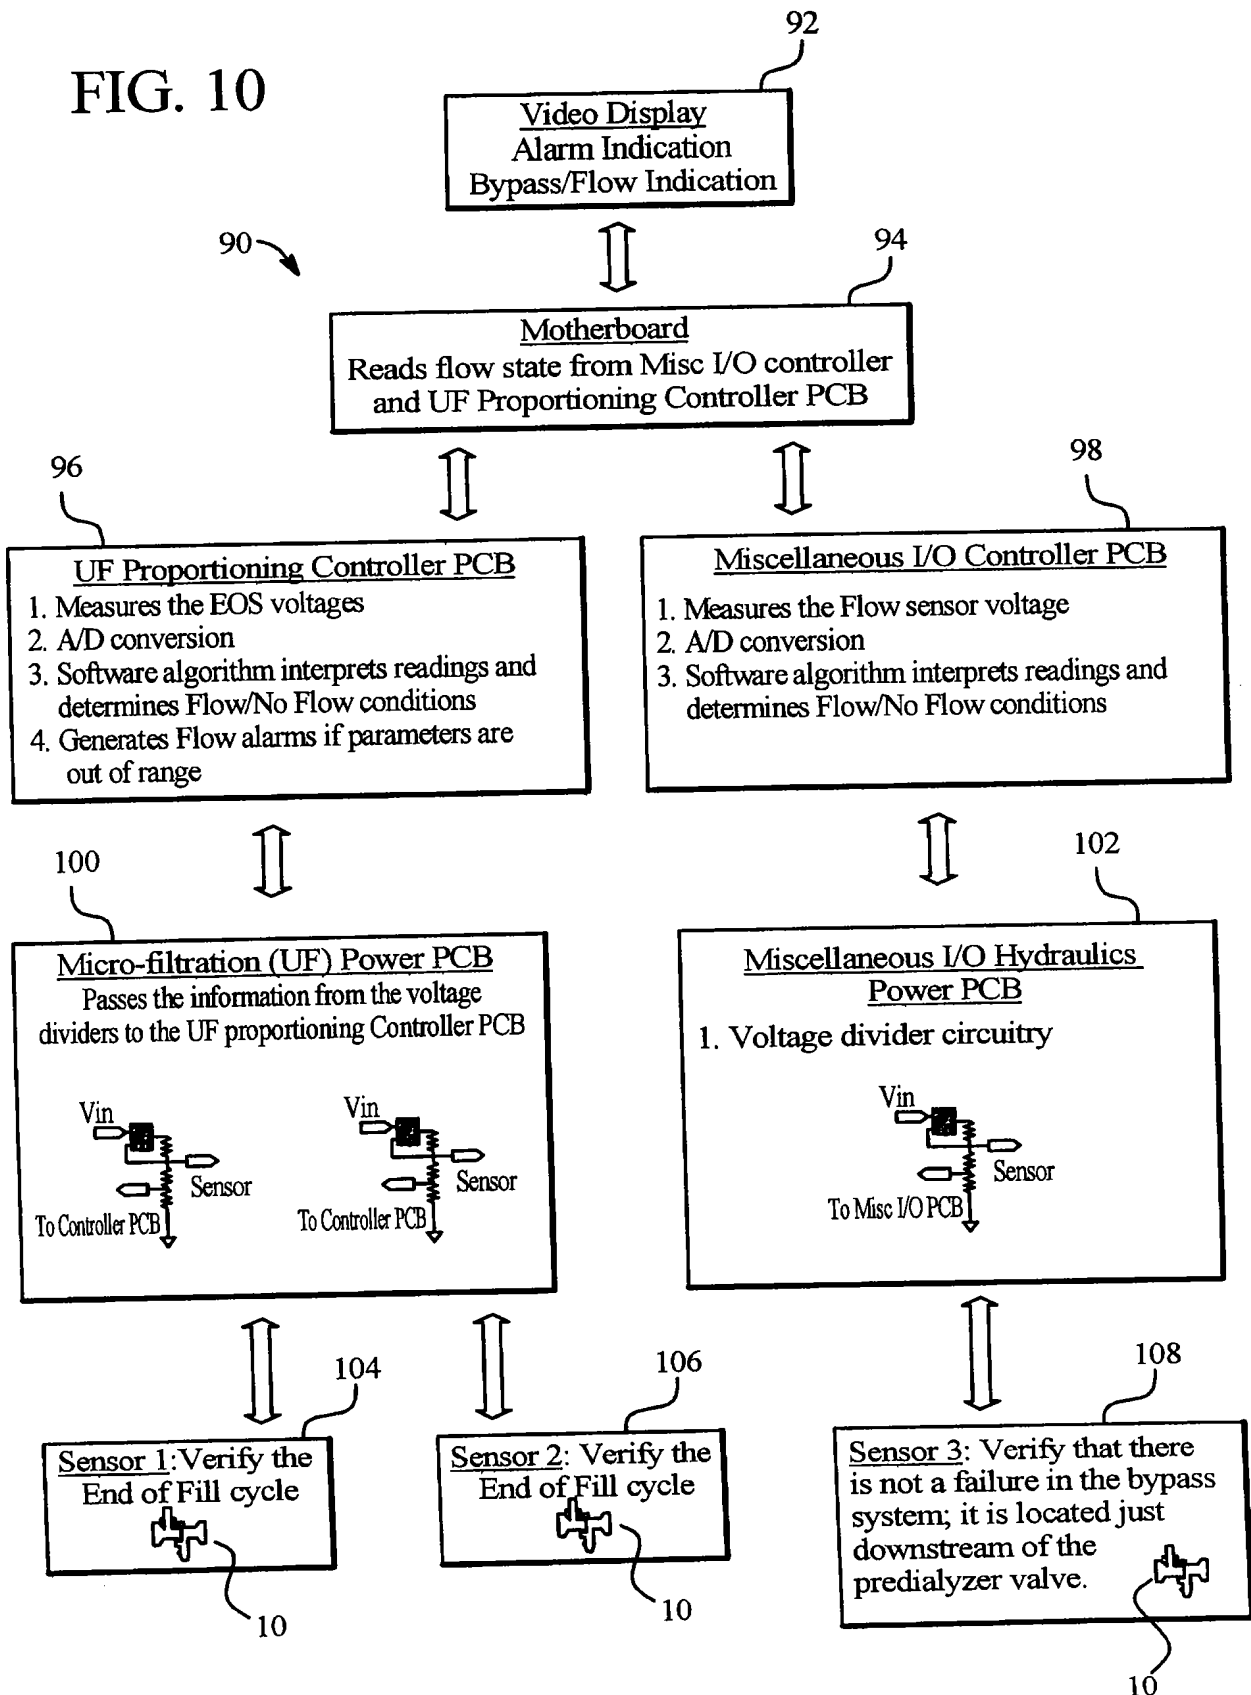 FIG. 10
92
Video Display
Alarm Indication
Bypass/Flow Indication
90
94
Motherboard
Reads flow state from Misc I/O controller
and UF Proportioning Controller PCB
96
UF Proportioning Controller PCB
1. Measures the EOS voltages
2. A/D conversion
3. Software algorithm interprets readings and
determines Flow/No Flow conditions
4. Generates Flow alarms if parameters are
out of range
98
Miscellaneous I/O Controller PCB
1. Measures the Flow sensor voltage
2. A/D conversion
3. Software algorithm interprets readings and
determines Flow/No Flow conditions
100
Micro-filtration (UF) Power PCB
Passes the information from the voltage
dividers to the UF proportioning Controller PCB
Vin
Sensor
To Controller PCB
Vin
Sensor
To Controller PCB
102
Miscellaneous I/O Hydraulics
Power PCB
1. Voltage divider circuitry
Vin
Sensor
To Misc I/O PCB
104
Sensor 1:Verify the
End of Fill cycle
10
106
Sensor 2: Verify the
End of Fill cycle
10
108
Sensor 3: Verify that there
is not a failure in the bypass
system; it is located just
downstream of the
predialyzer valve.
10